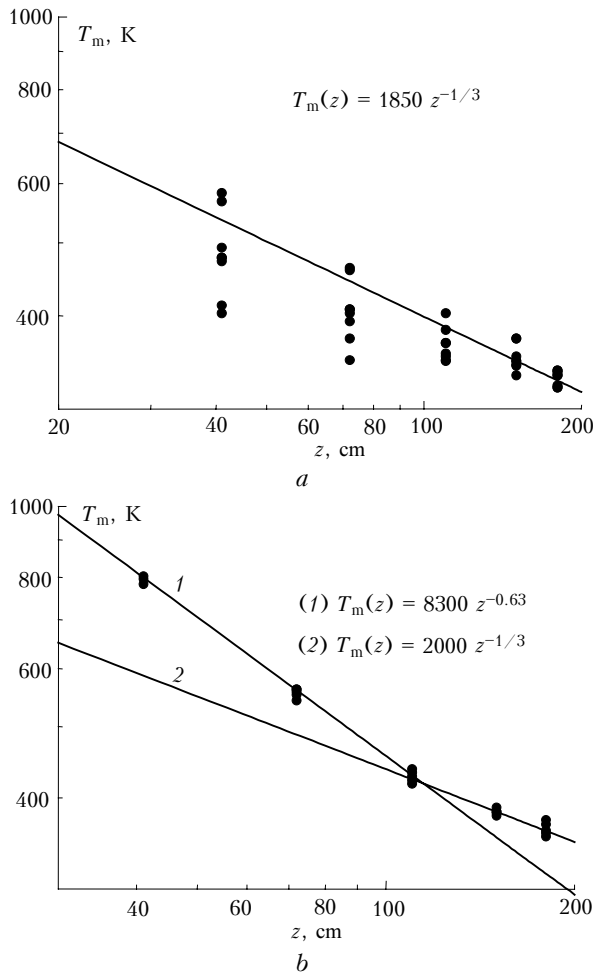 1000
T_m, K
800
T_m(z) = 1850 z^{-1/3}
600
400
20 40 60 80 100 200
z, cm
a
1000
T_m, K
800
1
(1) T_m(z) = 8300 z^{-0.63}
600
2
(2) T_m(z) = 2000 z^{-1/3}
400
40 60 100 200
z, cm
b